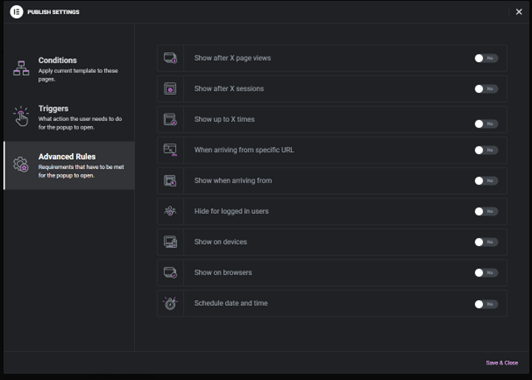 PUBLISH SETTINGS
Conditions
Apply current template to these
pages.
Triggers
What action the user needs to do
for the popup to open.
Advanced Rules
Requirements that have to be met
for the popup to open.
Show after X page views
No
Show after X sessions
No
Show up to X times
No
When arriving from specific URL
No
Show when arriving from
No
Hide for logged in users
No
Show on devices
No
Show on browsers
No
Schedule date and time
No
Save & Close